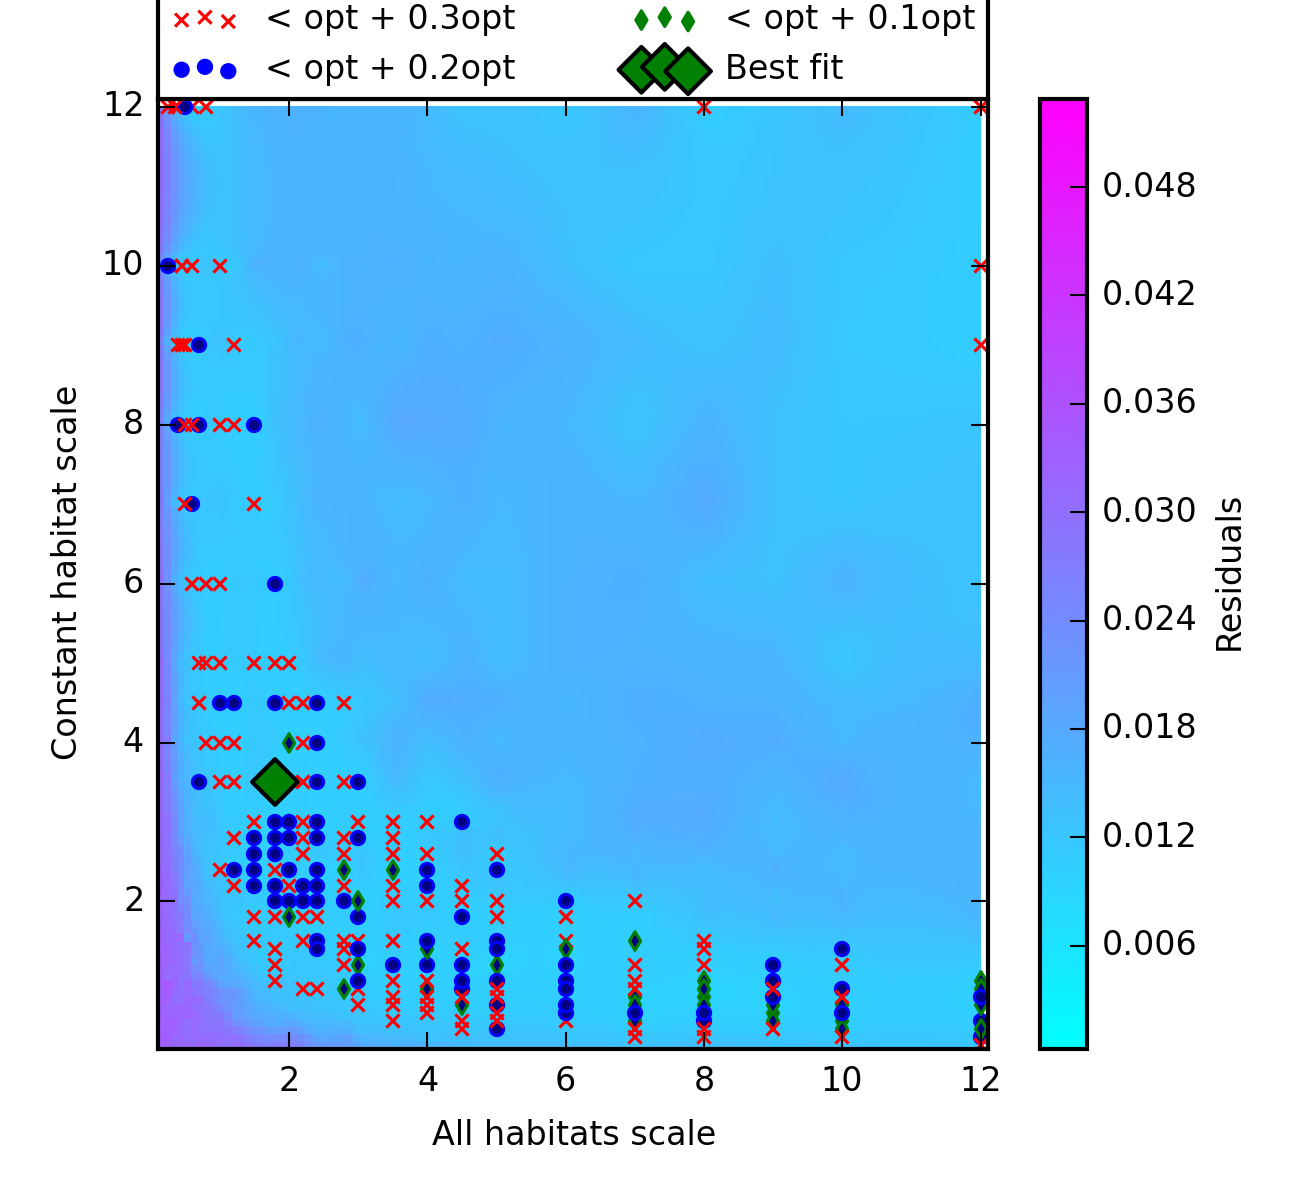 < opt + 0.3opt
< opt + 0.1opt
< opt + 0.2opt
Best fit
12
10
8
6
4
2
Constant habitat scale
2 4 6 8 10 12
All habitats scale
0.048
0.042
0.036
0.030
0.024
0.018
0.012
0.006
Residuals